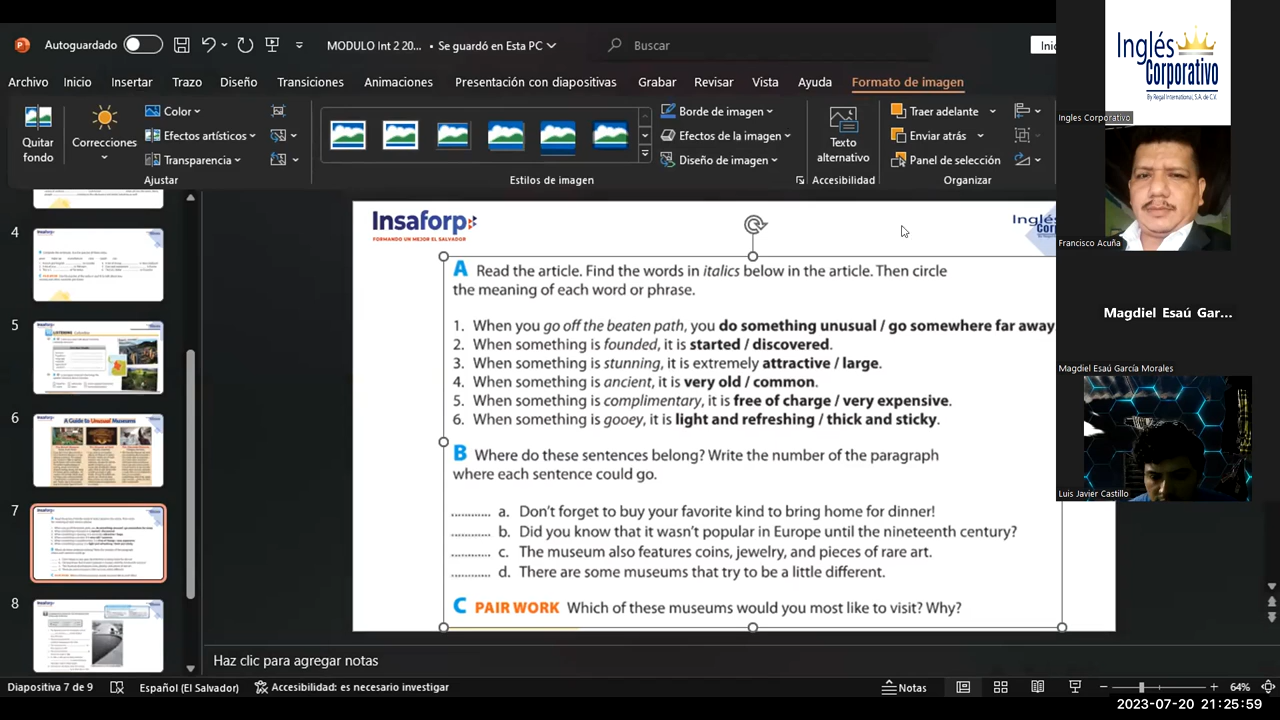 Autoguardado
MODULO Int 2 20... • Se guardó en Esta PC
Buscar
Archivo Inicio Insertar Trazo Diseño Transiciones Animaciones Presentación con diapositivas Grabar Revisar Vista Ayuda Formato de imagen
Quitar fondo
Correcciones
Color
Efectos artísticos
Transparencia
Ajustar
Estilos de imagen
Efectos de la imagen
Diseño de imagen
Texto alternativo
Accesibilidad
Traer adelante
Enviar atrás
Panel de selección
Organizar
4
5
6
A Guide to Unusual Museums
7
Insaforp
FORMANDO UN MEJOR EL SALVADOR
A Read the article. Find the words in italics below in the article. Then circle
the meaning of each word or phrase.
1. When you go off the beaten path, you do something unusual / go somewhere far away
2. When something is founded, it is started / discovered.
3. When something is stunning, it is extremely attractive / large.
4. When something is ancient, it is very old / common.
5. When something is complimentary, it is free of charge / very expensive.
6. When something is gooey, it is light and refreshing / thick and sticky.
B Where do these sentences belong? Write the number of the paragraph
where each sentence could go.
............ a. Don't forget to buy your favorite kind to bring home for dinner!
............ b. Did you know that it wasn't popular in Europe until the nineteenth century?
............ c. The museum also features coins, jewelry, and pieces of rare art.
............ d. There are some museums that try to be a little different.
C PAIR WORK Which of these museums would you most like to visit? Why?
para agregar notas
Diapositiva 7 de 9
Español (El Salvador)
Accesibilidad: es necesario investigar
Notas
64%
Inglés Corporativo
By Regal International, S.A. de C.V.
Ingles Corporativo
Francisco Acuña
Magdiel Esaú Gar...
Magdiel Esaú García Morales
Luis Javier Castillo
2023-07-20 21:25:59